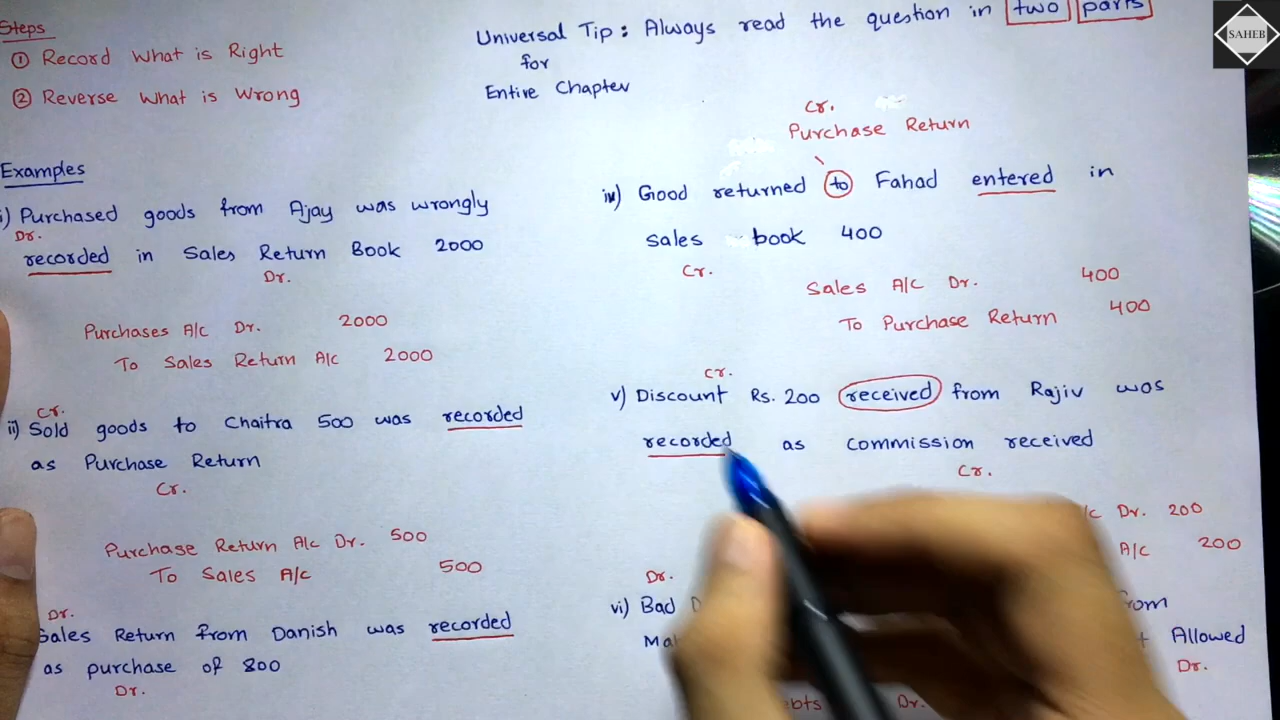 Steps
① Record What is Right
② Reverse What is Wrong
Universal Tip: Always read the question in two parts
for
Entire Chapter
SAHEB
Examples
i) Purchased goods from Ajay was wrongly
Dr.
recorded in Sales Return Book 2000
Dr.
Purchases A/c Dr. 2000
To Sales Return A/c 2000
Cr.
ii) Sold goods to Chaitra 500 was recorded
as Purchase Return
Cr.
Purchase Return A/c Dr. 500
To Sales A/c 500
Dr.
Sales Return from Danish was recorded
as purchase of 800
Dr.
Cr.
Purchase Return
iv) Good returned to Fahad entered in
sales book 400
Cr.
Sales A/c Dr. 400
To Purchase Return 400
Cr.
v) Discount Rs. 200 received from Rajiv was
recorded as commission received
Cr.
Dr. 200
A/c 200
Dr.
vi) Bad
Allowed
Dr.
Dr.